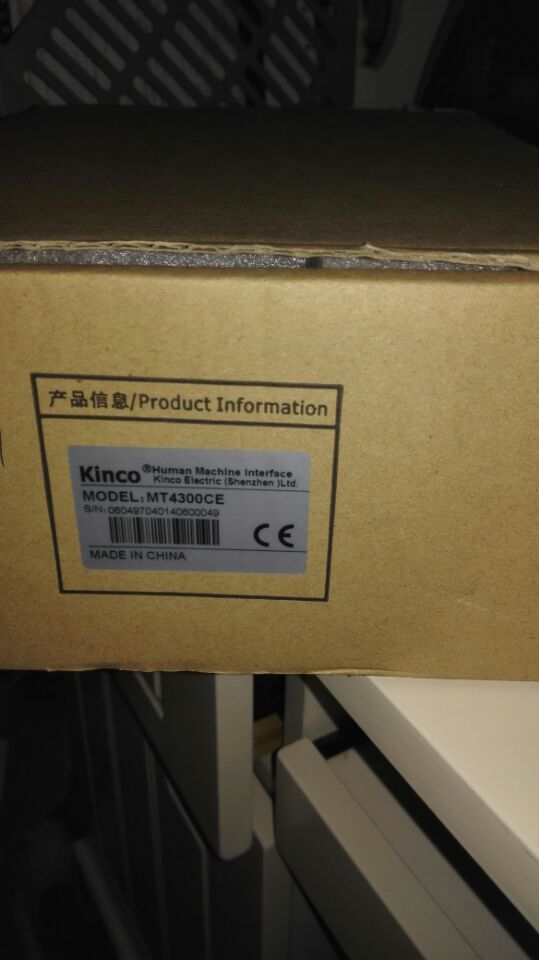 产品信息/Product Information
Kinco® Human Machine Interface
Kinco Electric (Shenzhen )Ltd.
MODEL: MT4300CE
S/N: 060497040140600049
CE
MADE IN CHINA